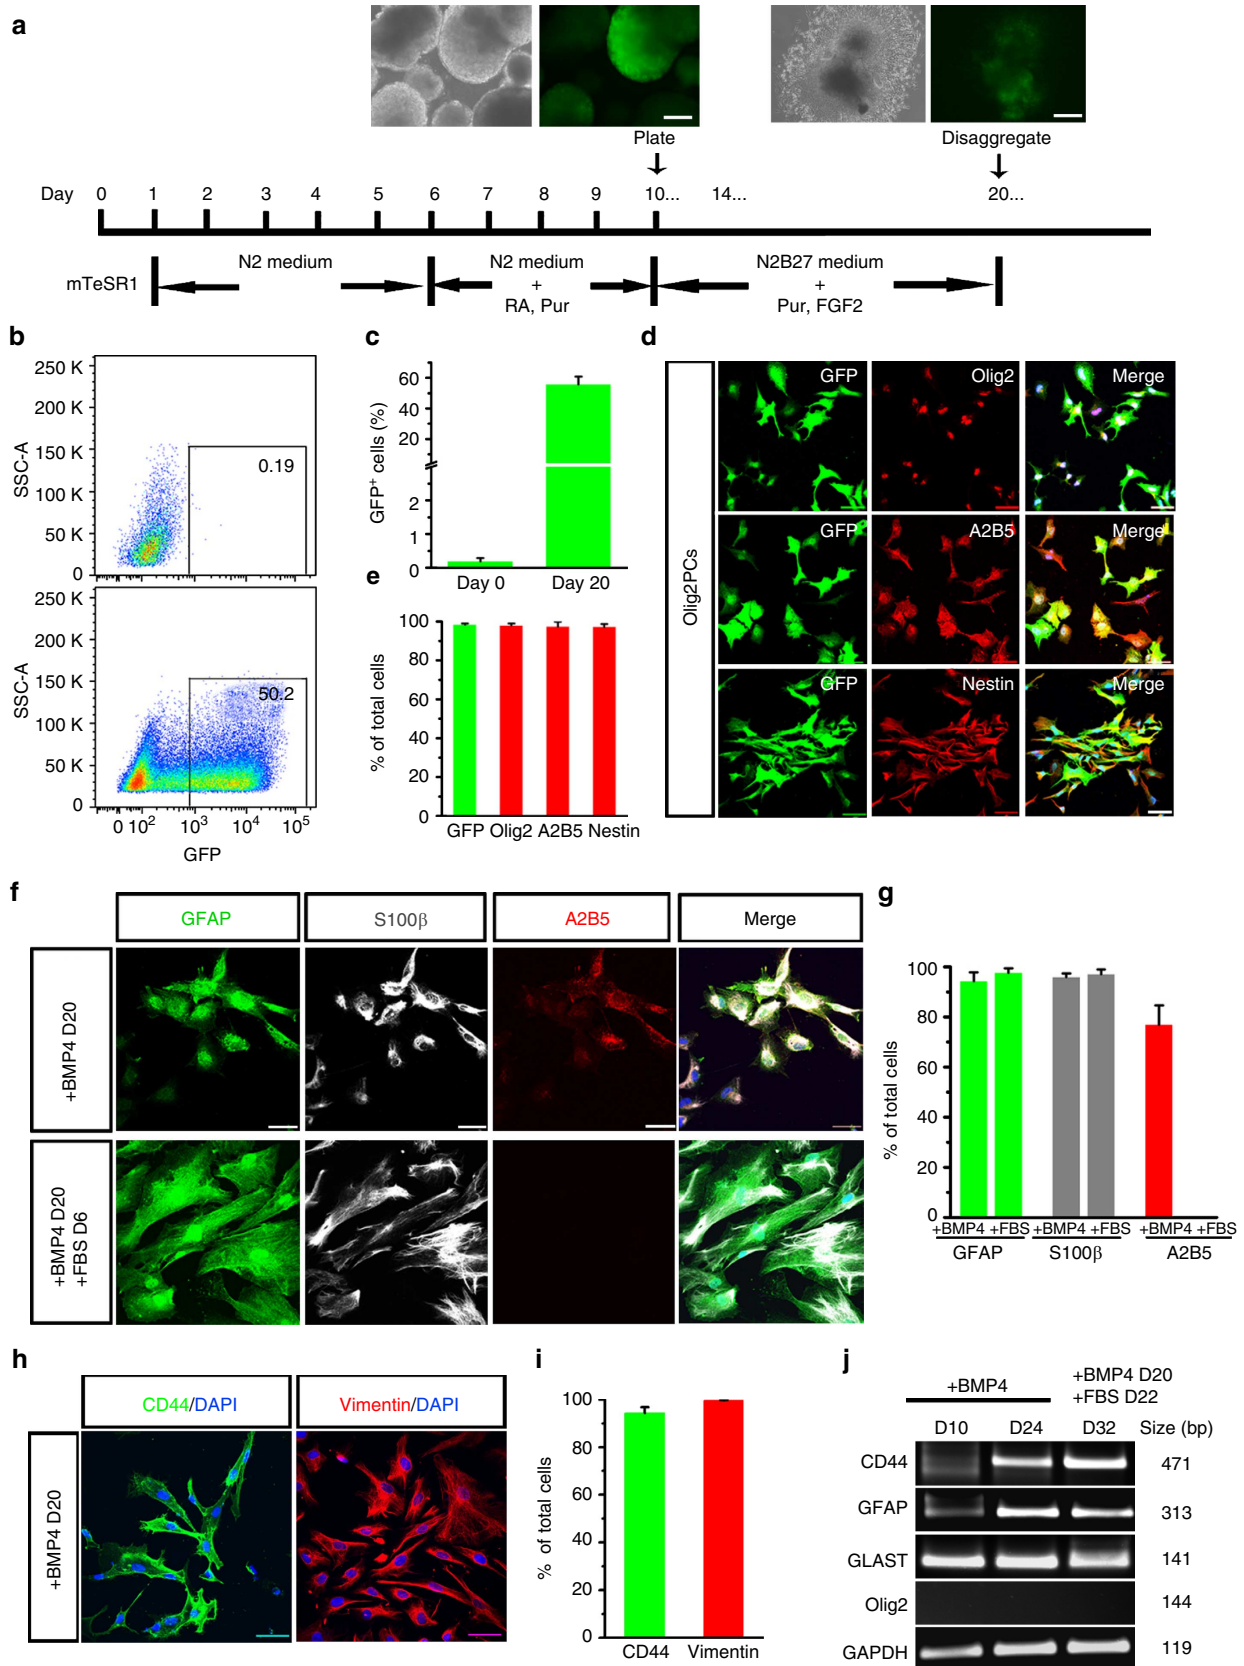 a
Plate
Disaggregate
Day 0 1 2 3 4 5 6 7 8 9 10... 14... 20...
mTeSR1
N2 medium
N2 medium
+
RA, Pur
N2B27 medium
+
Pur, FGF2
b
SSC-A
250 K
200 K
150 K
100 K
50 K
0
0.19
SSC-A
250 K
200 K
150 K
100 K
50 K
0
50.2
0 10² 10³ 10⁴ 10⁵
GFP
c
GFP⁺ cells (%)
60
40
20
2
1
0
Day 0 Day 20
d
Olig2PCs
GFP Olig2 Merge
GFP A2B5 Merge
GFP Nestin Merge
e
% of total cells
100
80
60
40
20
0
GFP Olig2 A2B5 Nestin
f
GFAP S100β A2B5 Merge
+BMP4 D20
+BMP4 D20
+FBS D6
g
% of total cells
100
80
60
40
20
0
+BMP4 +FBS +BMP4 +FBS +BMP4 +FBS
GFAP S100β A2B5
h
CD44/DAPI Vimentin/DAPI
+BMP4 D20
i
% of total cells
100
80
60
40
20
0
CD44 Vimentin
j
+BMP4
+BMP4 D20
+FBS D22
D10 D24 D32 Size (bp)
CD44 471
GFAP 313
GLAST 141
Olig2 144
GAPDH 119